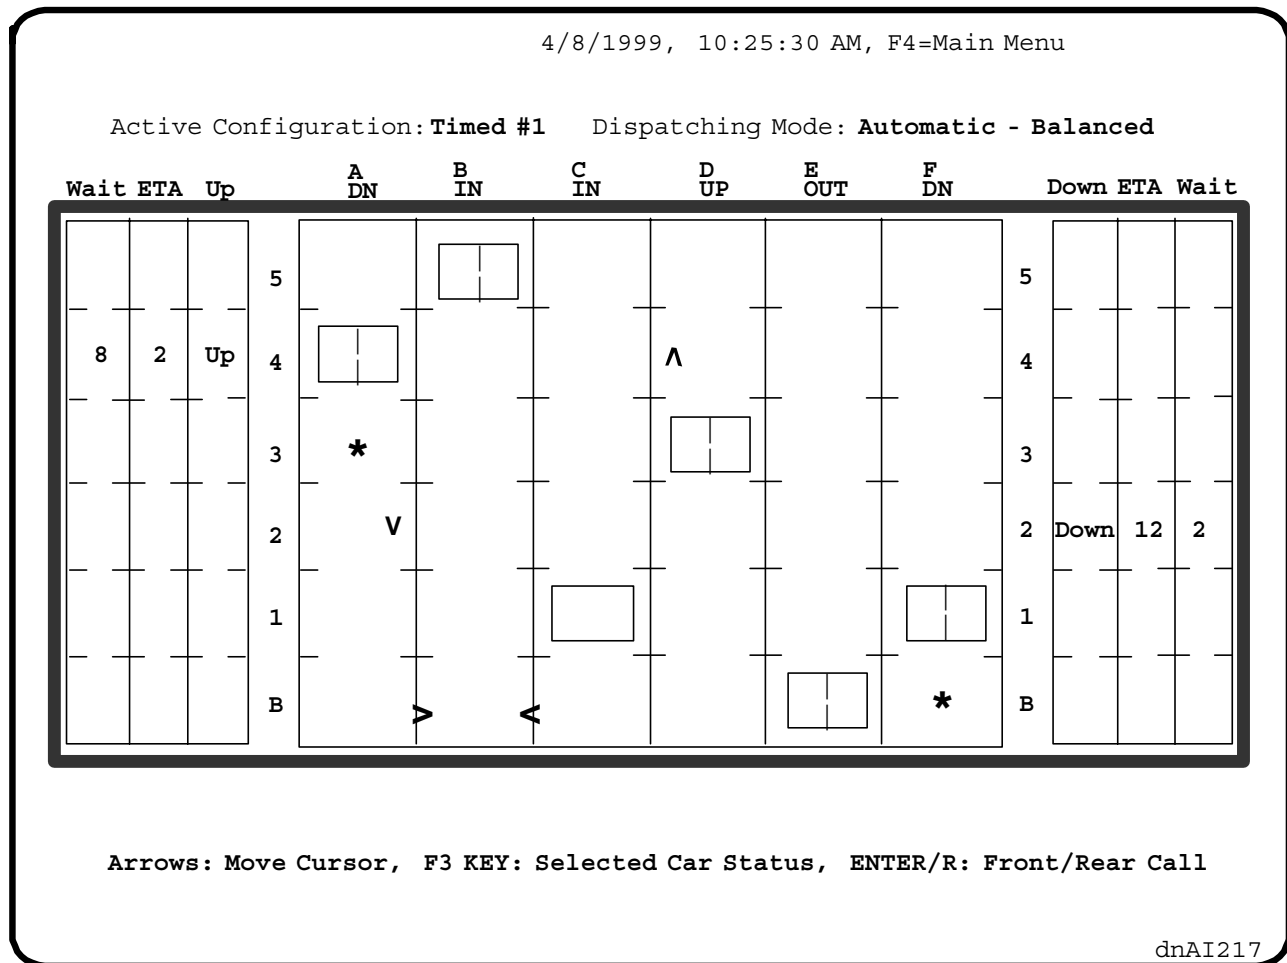 4/8/1999, 10:25:30 AM, F4=Main Menu
Active Configuration: Timed #1 Dispatching Mode: Automatic - Balanced
A B C D E F
Wait ETA Up DN IN IN UP OUT DN Down ETA Wait
5 5
8 2 Up 4 ʌ 4
3 * 3
2 v 2 Down 12 2
1 1
B > < * B
Arrows: Move Cursor, F3 KEY: Selected Car Status, ENTER/R: Front/Rear Call
dnAI217